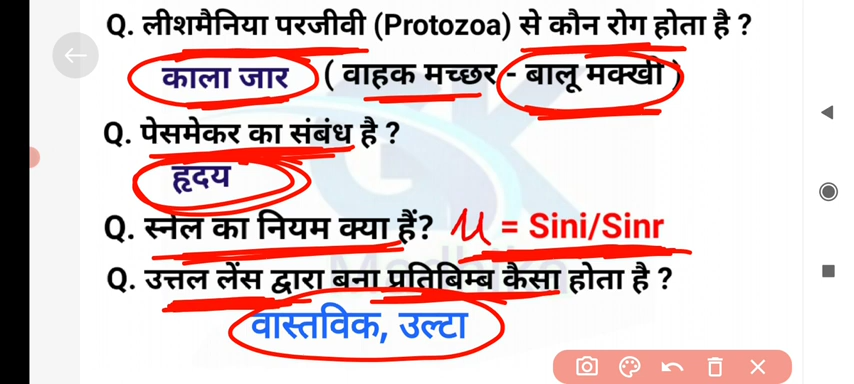 Q. लीशमैनिया परजीवी (Protozoa) से कौन रोग होता है ?
काला जार ( वाहक मच्छर - बालू मक्खी )
Q. पेसमेकर का संबंध है ?
हृदय
Q. स्नेल का नियम क्या हैं? μ = Sini/Sinr
Q. उत्तल लेंस द्वारा बना प्रतिबिम्ब कैसा होता है ?
वास्तविक, उल्टा